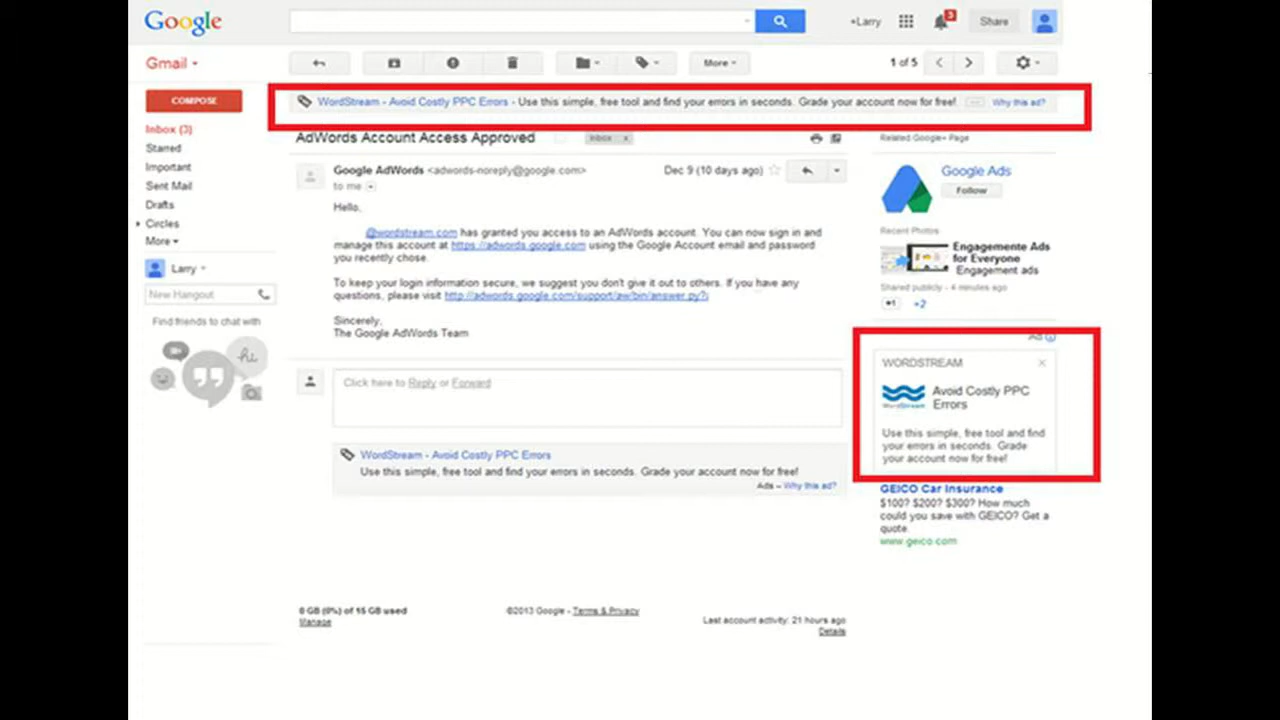 Google
+Larry
3
Share
Gmail
More
1 of 5
COMPOSE
WordStream - Avoid Costly PPC Errors - Use this simple, free tool and find your errors in seconds. Grade your account now for free! Why this ad?
Inbox (3)
Starred
Important
Sent Mail
Drafts
Circles
More
Larry
New Hangout
Find friends to chat with
hi
AdWords Account Access Approved
Inbox x
Google AdWords <adwords-noreply@google.com>
Dec 9 (10 days ago)
to me
Hello,
@wordstream.com has granted you access to an AdWords account. You can now sign in and
manage this account at https://adwords.google.com using the Google Account email and password
you recently chose.
To keep your login information secure, we suggest you don't give it out to others. If you have any
questions, please visit http://adwords.google.com/support/aw/bin/answer.py?
Sincerely,
The Google AdWords Team
Click here to Reply or Forward
WordStream - Avoid Costly PPC Errors
Use this simple, free tool and find your errors in seconds. Grade your account now for free!
Ads – Why this ad?
Related Google+ Page
Google Ads
Follow
Recent Photos
Engagemente Ads
for Everyone
Engagement ads
Shared publicly - 4 minutes ago
+1
+2
Ad
WORDSTREAM
WordStream
Avoid Costly PPC
Errors
Use this simple, free tool and find
your errors in seconds. Grade
your account now for free!
GEICO Car Insurance
$100? $200? $300? How much
could you save with GEICO? Get a
quote.
www.geico.com
0 GB (0%) of 15 GB used
Manage
©2013 Google - Terms & Privacy
Last account activity: 21 hours ago
Details